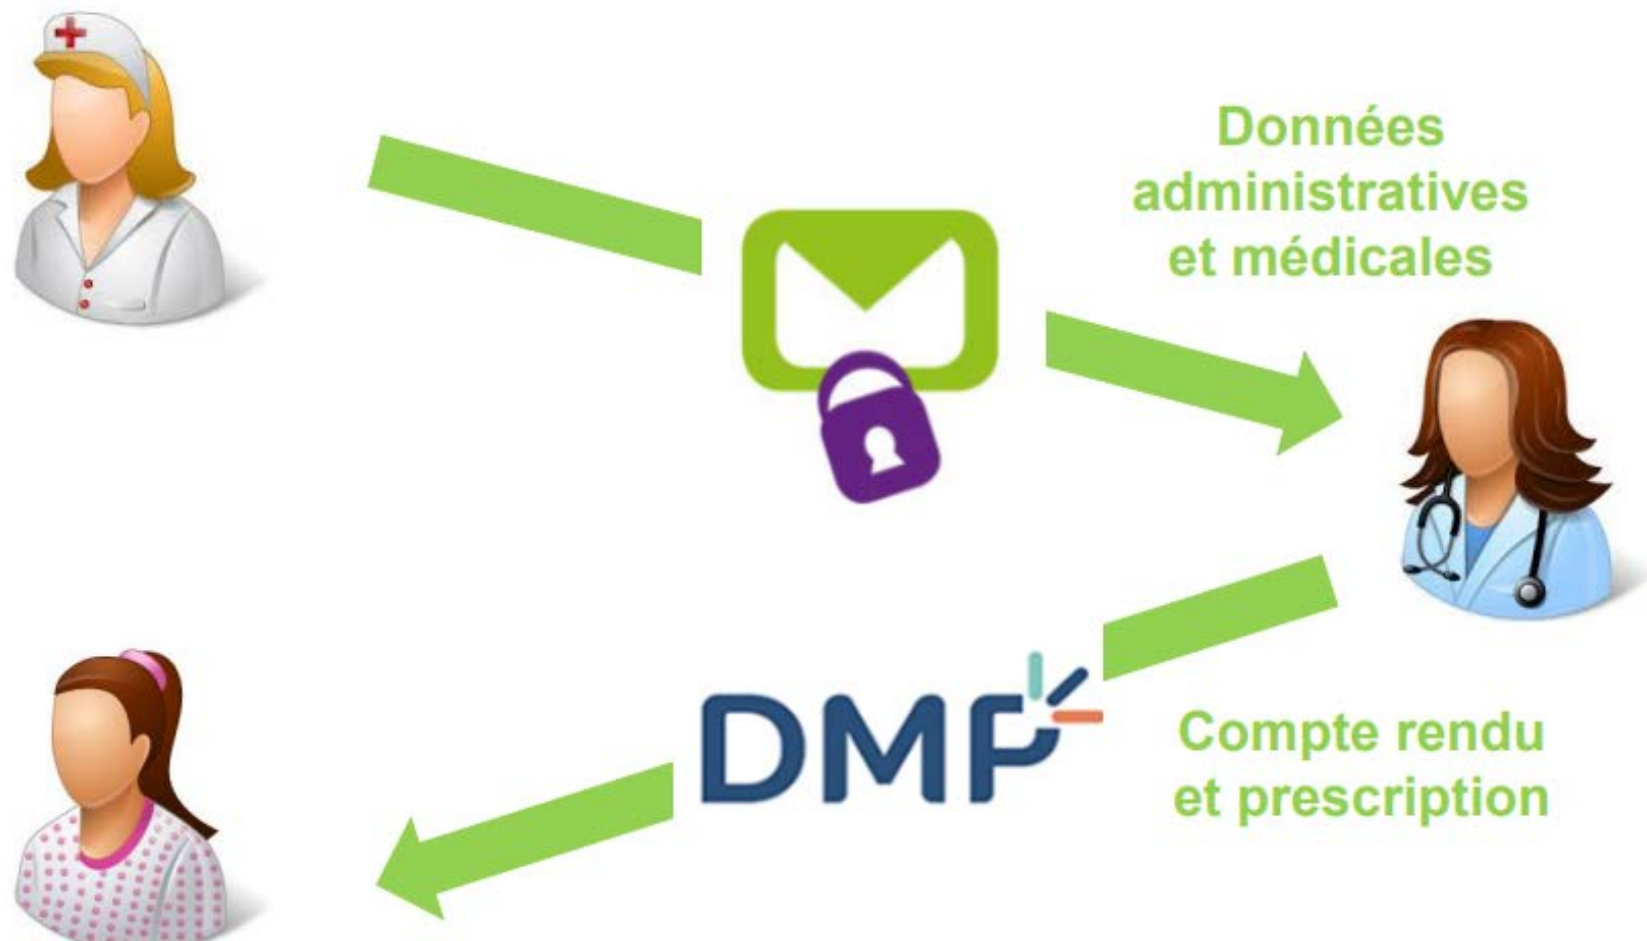 Données
administratives
et médicales
DMP
Compte rendu
et prescription